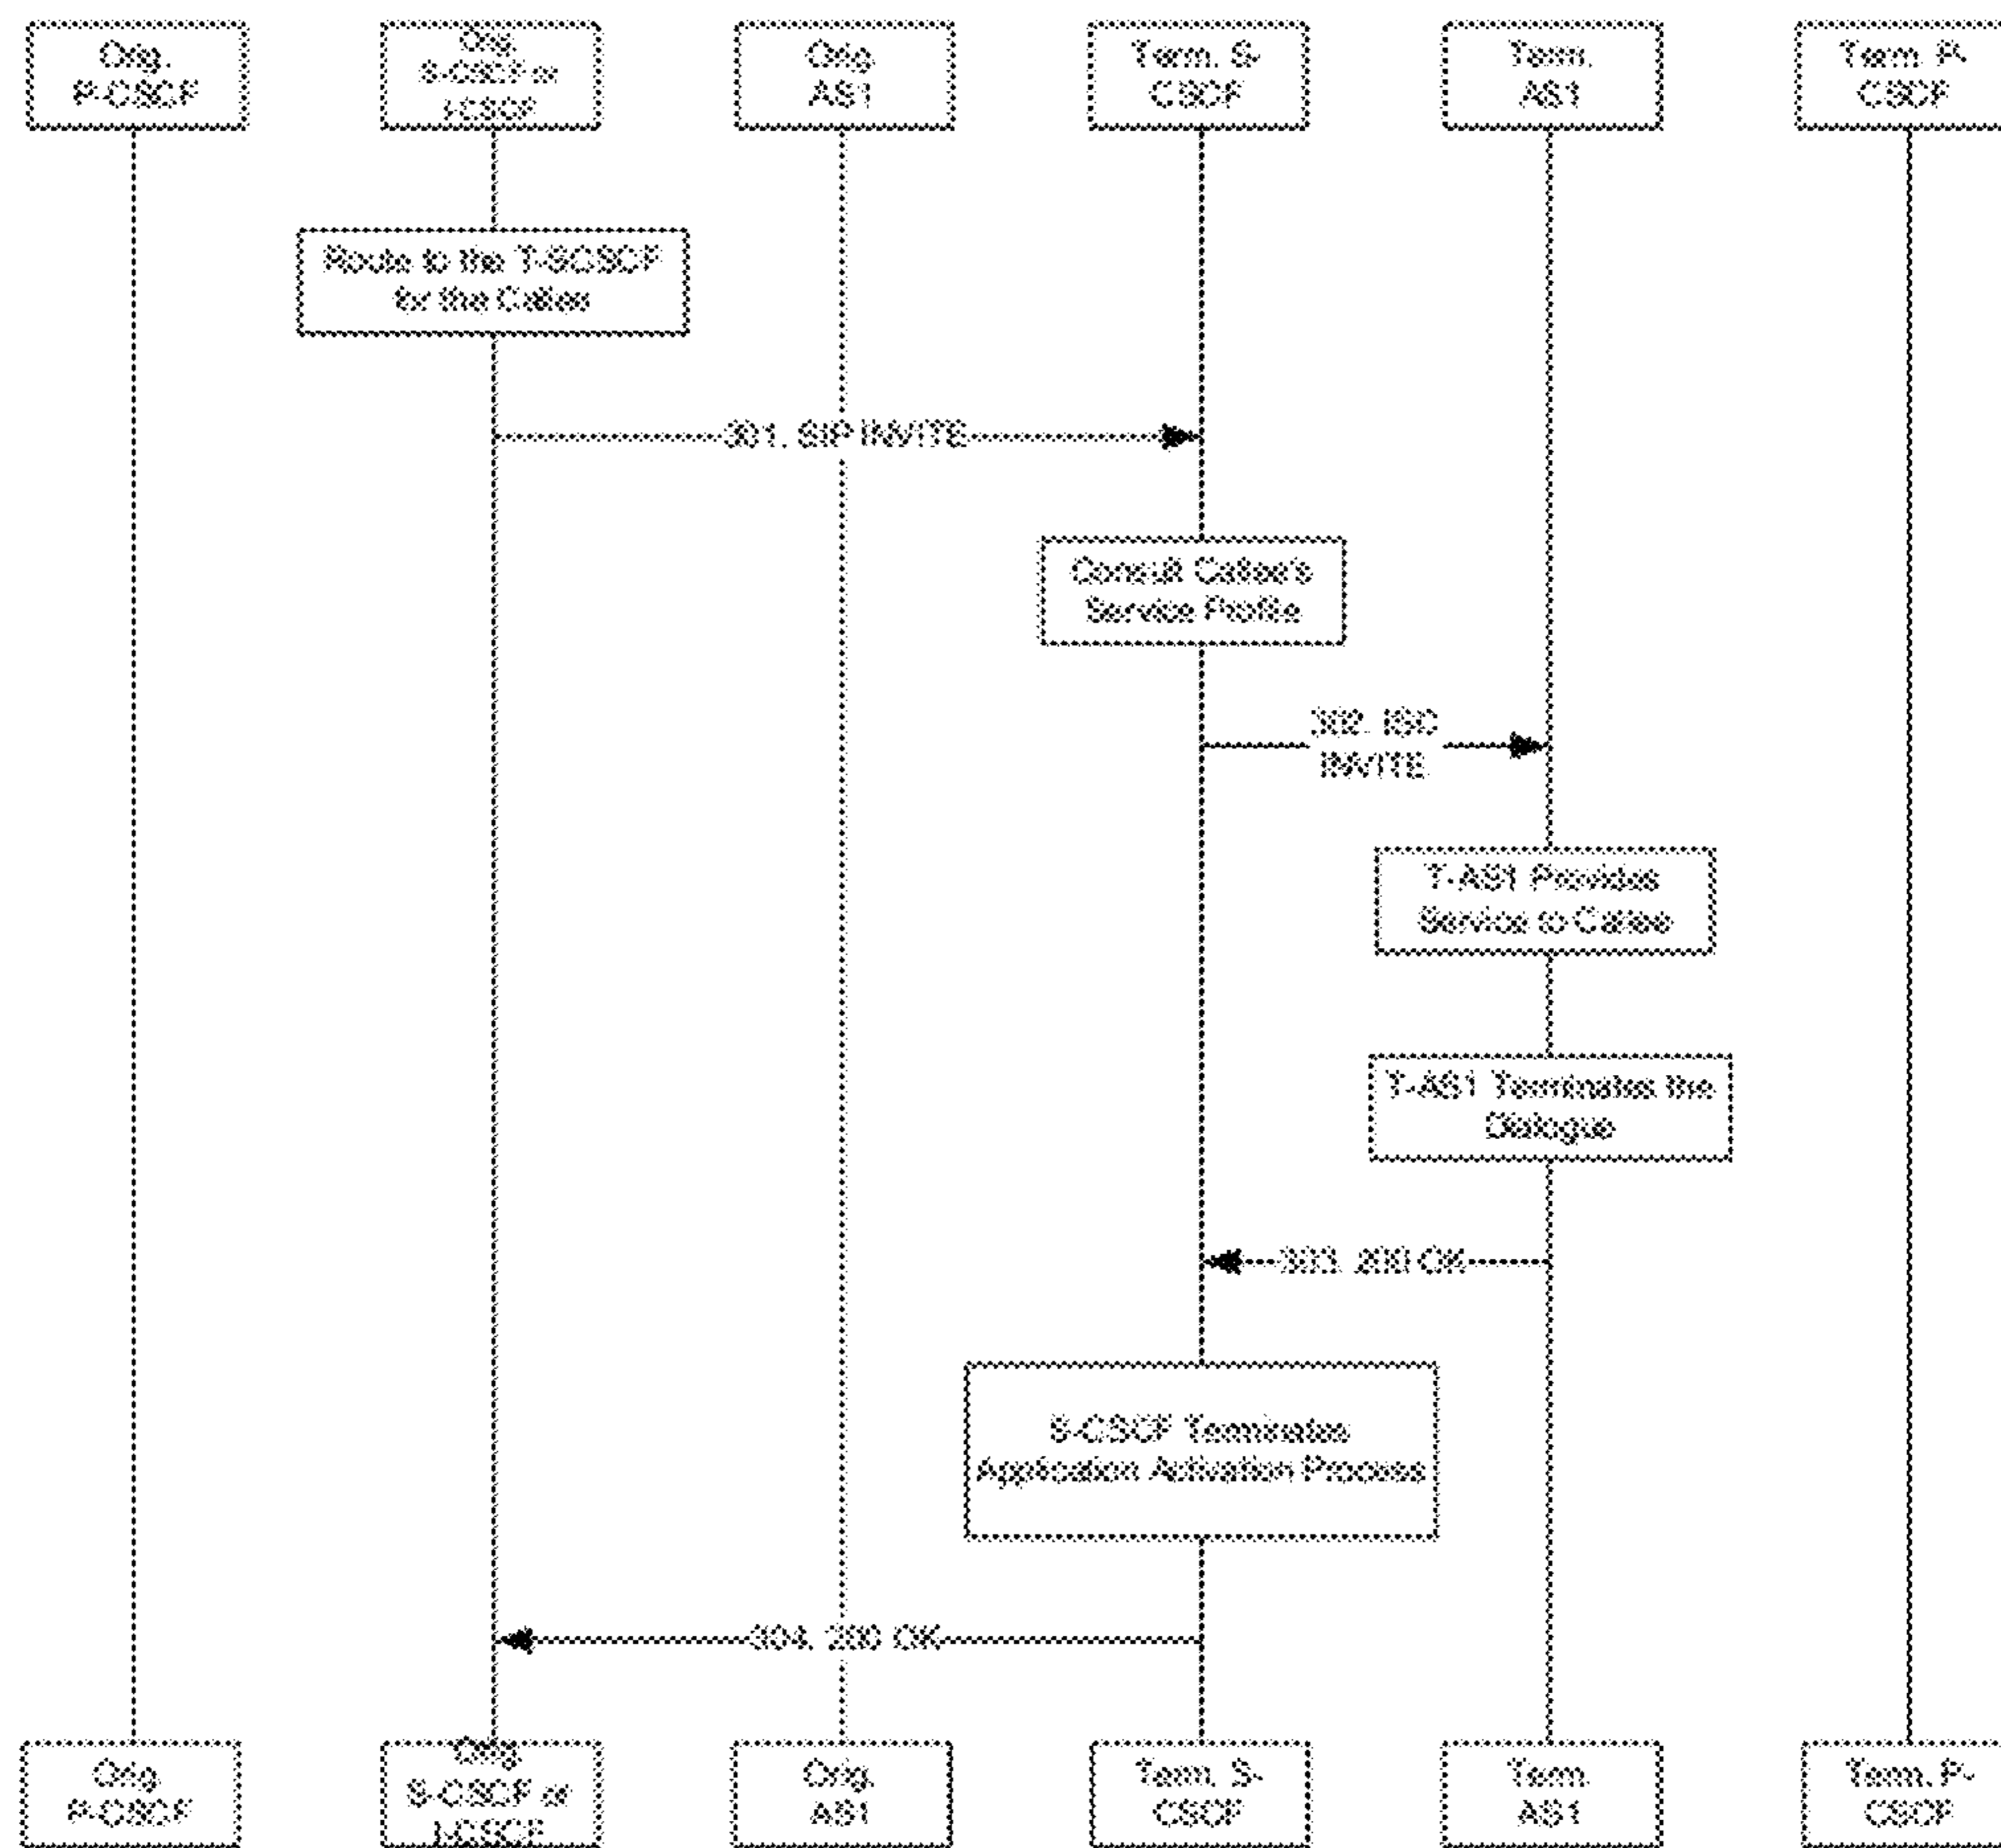 Orig.
P-CSCF
Orig.
S-CSCF or
I-CSCF
Orig.
AS1
Term. S-
CSCF
Term.
AS1
Term. P-
CSCF
Route to the T-SCSCF
for the Callee
301. SIP INVITE
Consult Callee's
Service Profile
302. ISC
INVITE
T-AS1 Provides
Service to Callee
T-AS1 Terminates the
Dialogue
303. 200 OK
S-CSCF Terminates
Application Activation Process
304. 200 OK
Orig.
P-CSCF
Orig.
S-CSCF or
I-CSCF
Orig.
AS1
Term. S-
CSCF
Term.
AS1
Term. P-
CSCF